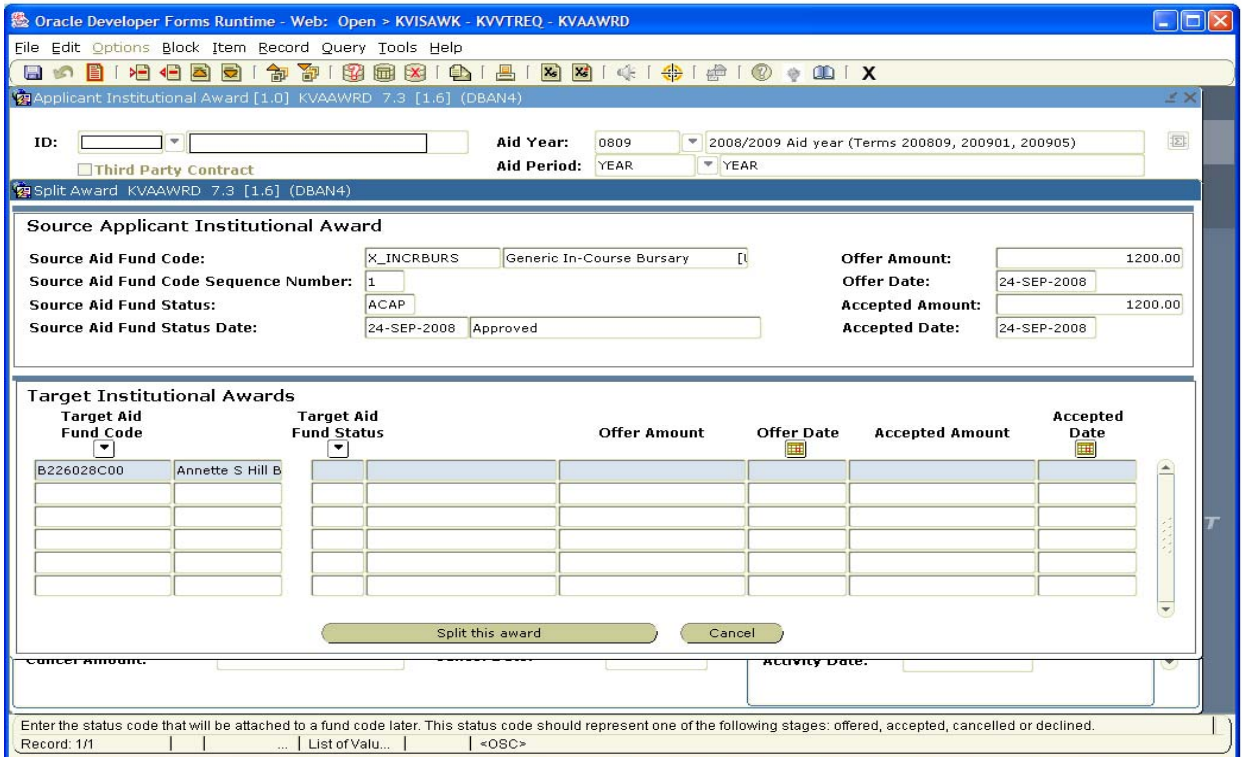 Oracle Developer Forms Runtime - Web: Open > KVISAWK - KVVTREQ - KVAAWRD
File Edit Options Block Item Record Query Tools Help
X
Applicant Institutional Award [1.0] KVAAWRD 7.3 [1.6] (DBAN4)
ID: Aid Year: 0809 2008/2009 Aid year (Terms 200809, 200901, 200905)
Third Party Contract Aid Period: YEAR YEAR
Split Award KVAAWRD 7.3 [1.6] (DBAN4)
Source Applicant Institutional Award
Source Aid Fund Code: X_INCRBURS Generic In-Course Bursary Offer Amount: 1200.00
Source Aid Fund Code Sequence Number: 1 Offer Date: 24-SEP-2008
Source Aid Fund Status: ACAP Accepted Amount: 1200.00
Source Aid Fund Status Date: 24-SEP-2008 Approved Accepted Date: 24-SEP-2008
Target Institutional Awards
Target Aid Target Aid Accepted
Fund Code Fund Status Offer Amount Offer Date Accepted Amount Date
B226028C00 Annette S Hill B
Split this award Cancel
Cancel Amount: Activity Date:
Enter the status code that will be attached to a fund code later. This status code should represent one of the following stages: offered, accepted, cancelled or declined.
Record: 1/1 ... List of Valu... <OSC>